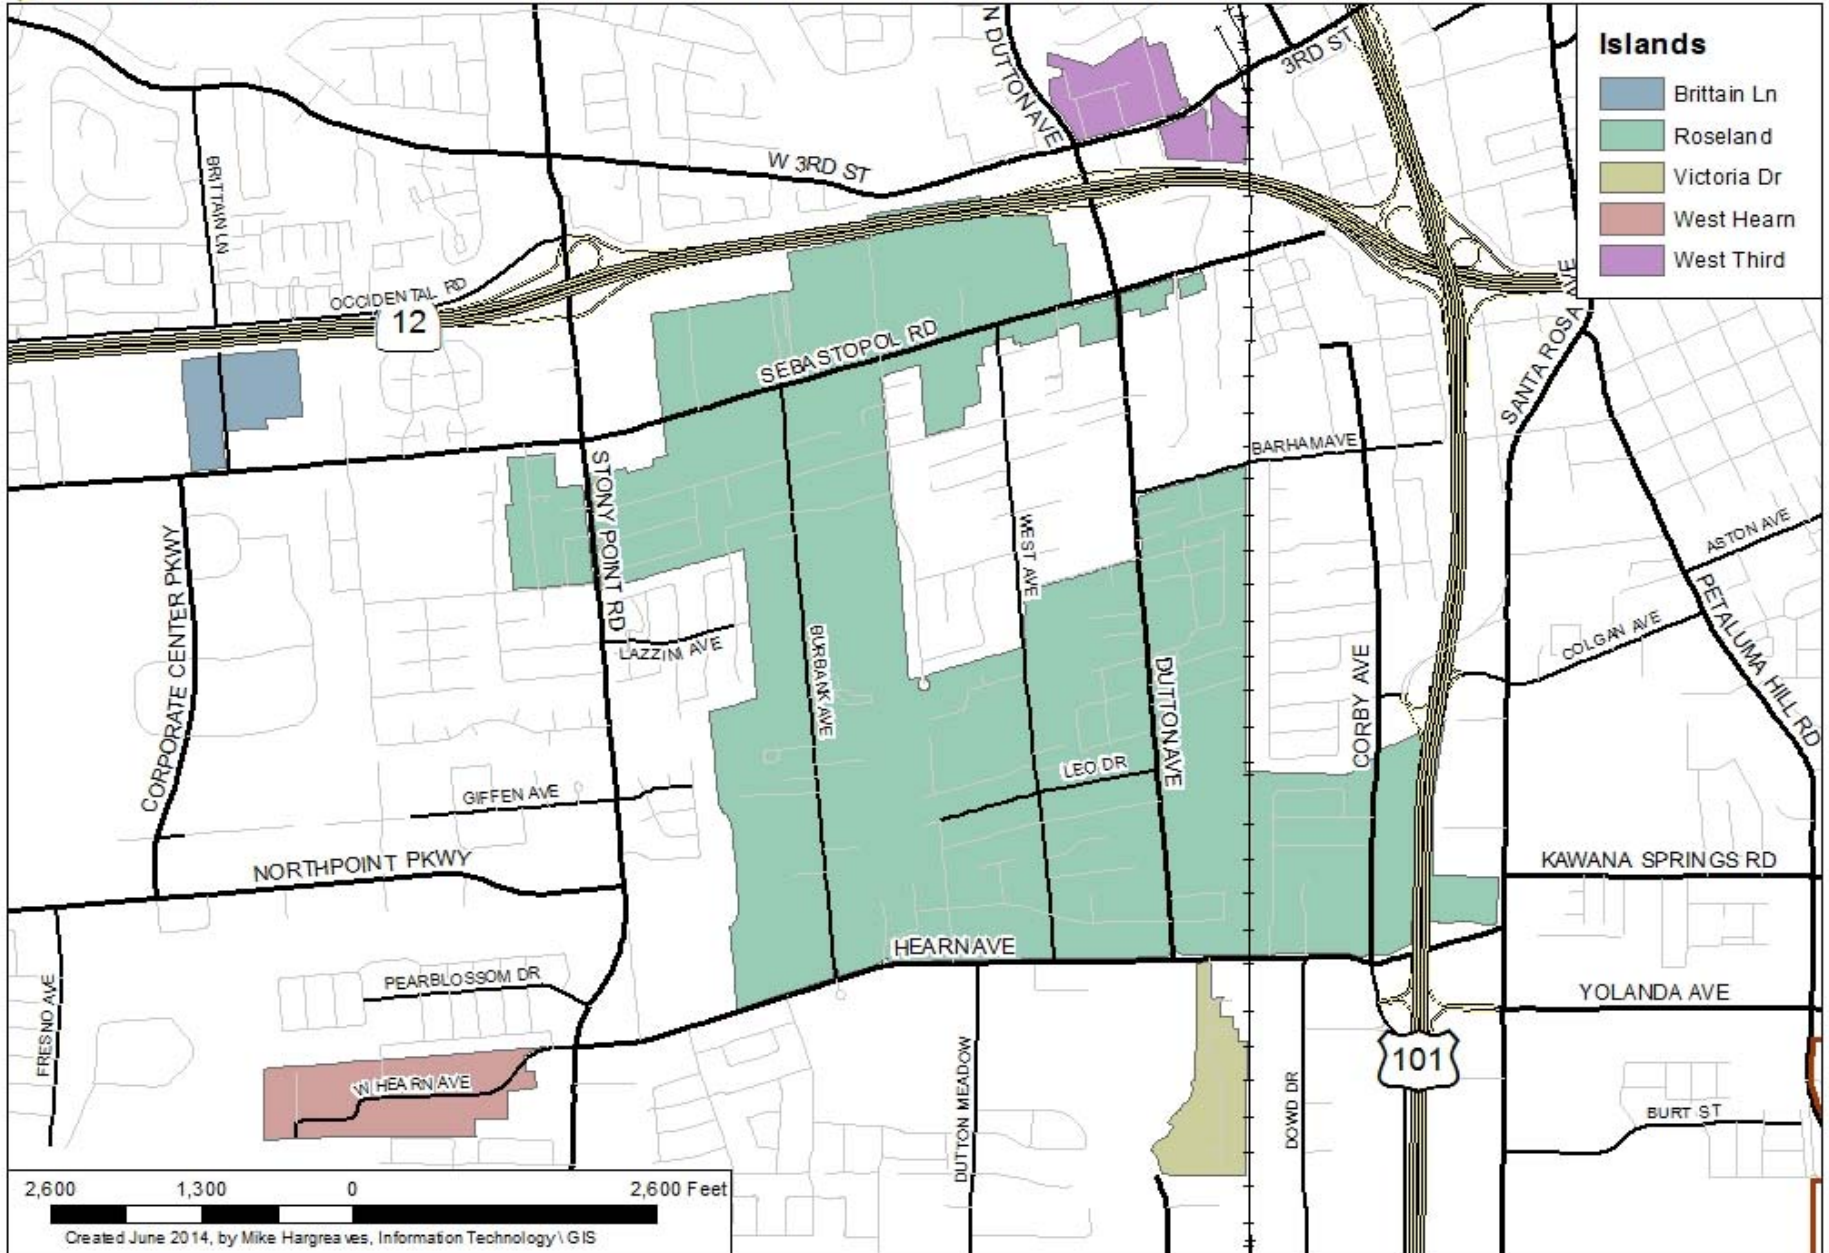 N DUTTON AVE
3RD ST
Islands
Brittain Ln
Roseland
Victoria Dr
West Hearn
West Third
W 3RD ST
BRITTAIN LN
OCCIDENTAL RD
12
SEBASTOPOL RD
SANTA ROSA AVE
BARHAM AVE
STONY POINT RD
WEST AVE
ASTON AVE
CORPORATE CENTER PKWY
LAZZINI AVE
BURBANK AVE
DUTTON AVE
CORBY AVE
COLGAN AVE
PETALUMA HILL RD
LEO DR
GIFFEN AVE
NORTHPOINT PKWY
KAWANA SPRINGS RD
HEARN AVE
PEARBLOSSOM DR
YOLANDA AVE
FRESNO AVE
W HEARN AVE
DUTTON MEADOW
DOWD DR
101
BURT ST
2,600 1,300 0 2,600 Feet
Created June 2014, by Mike Hargreaves, Information Technology \ GIS